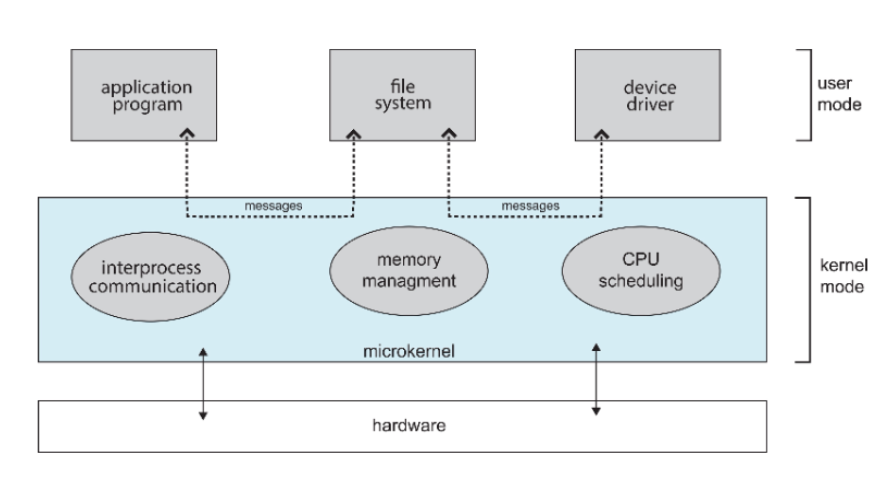 application
program
file
system
device
driver
user
mode
messages
messages
interprocess
communication
memory
managment
CPU
scheduling
kernel
mode
microkernel
hardware